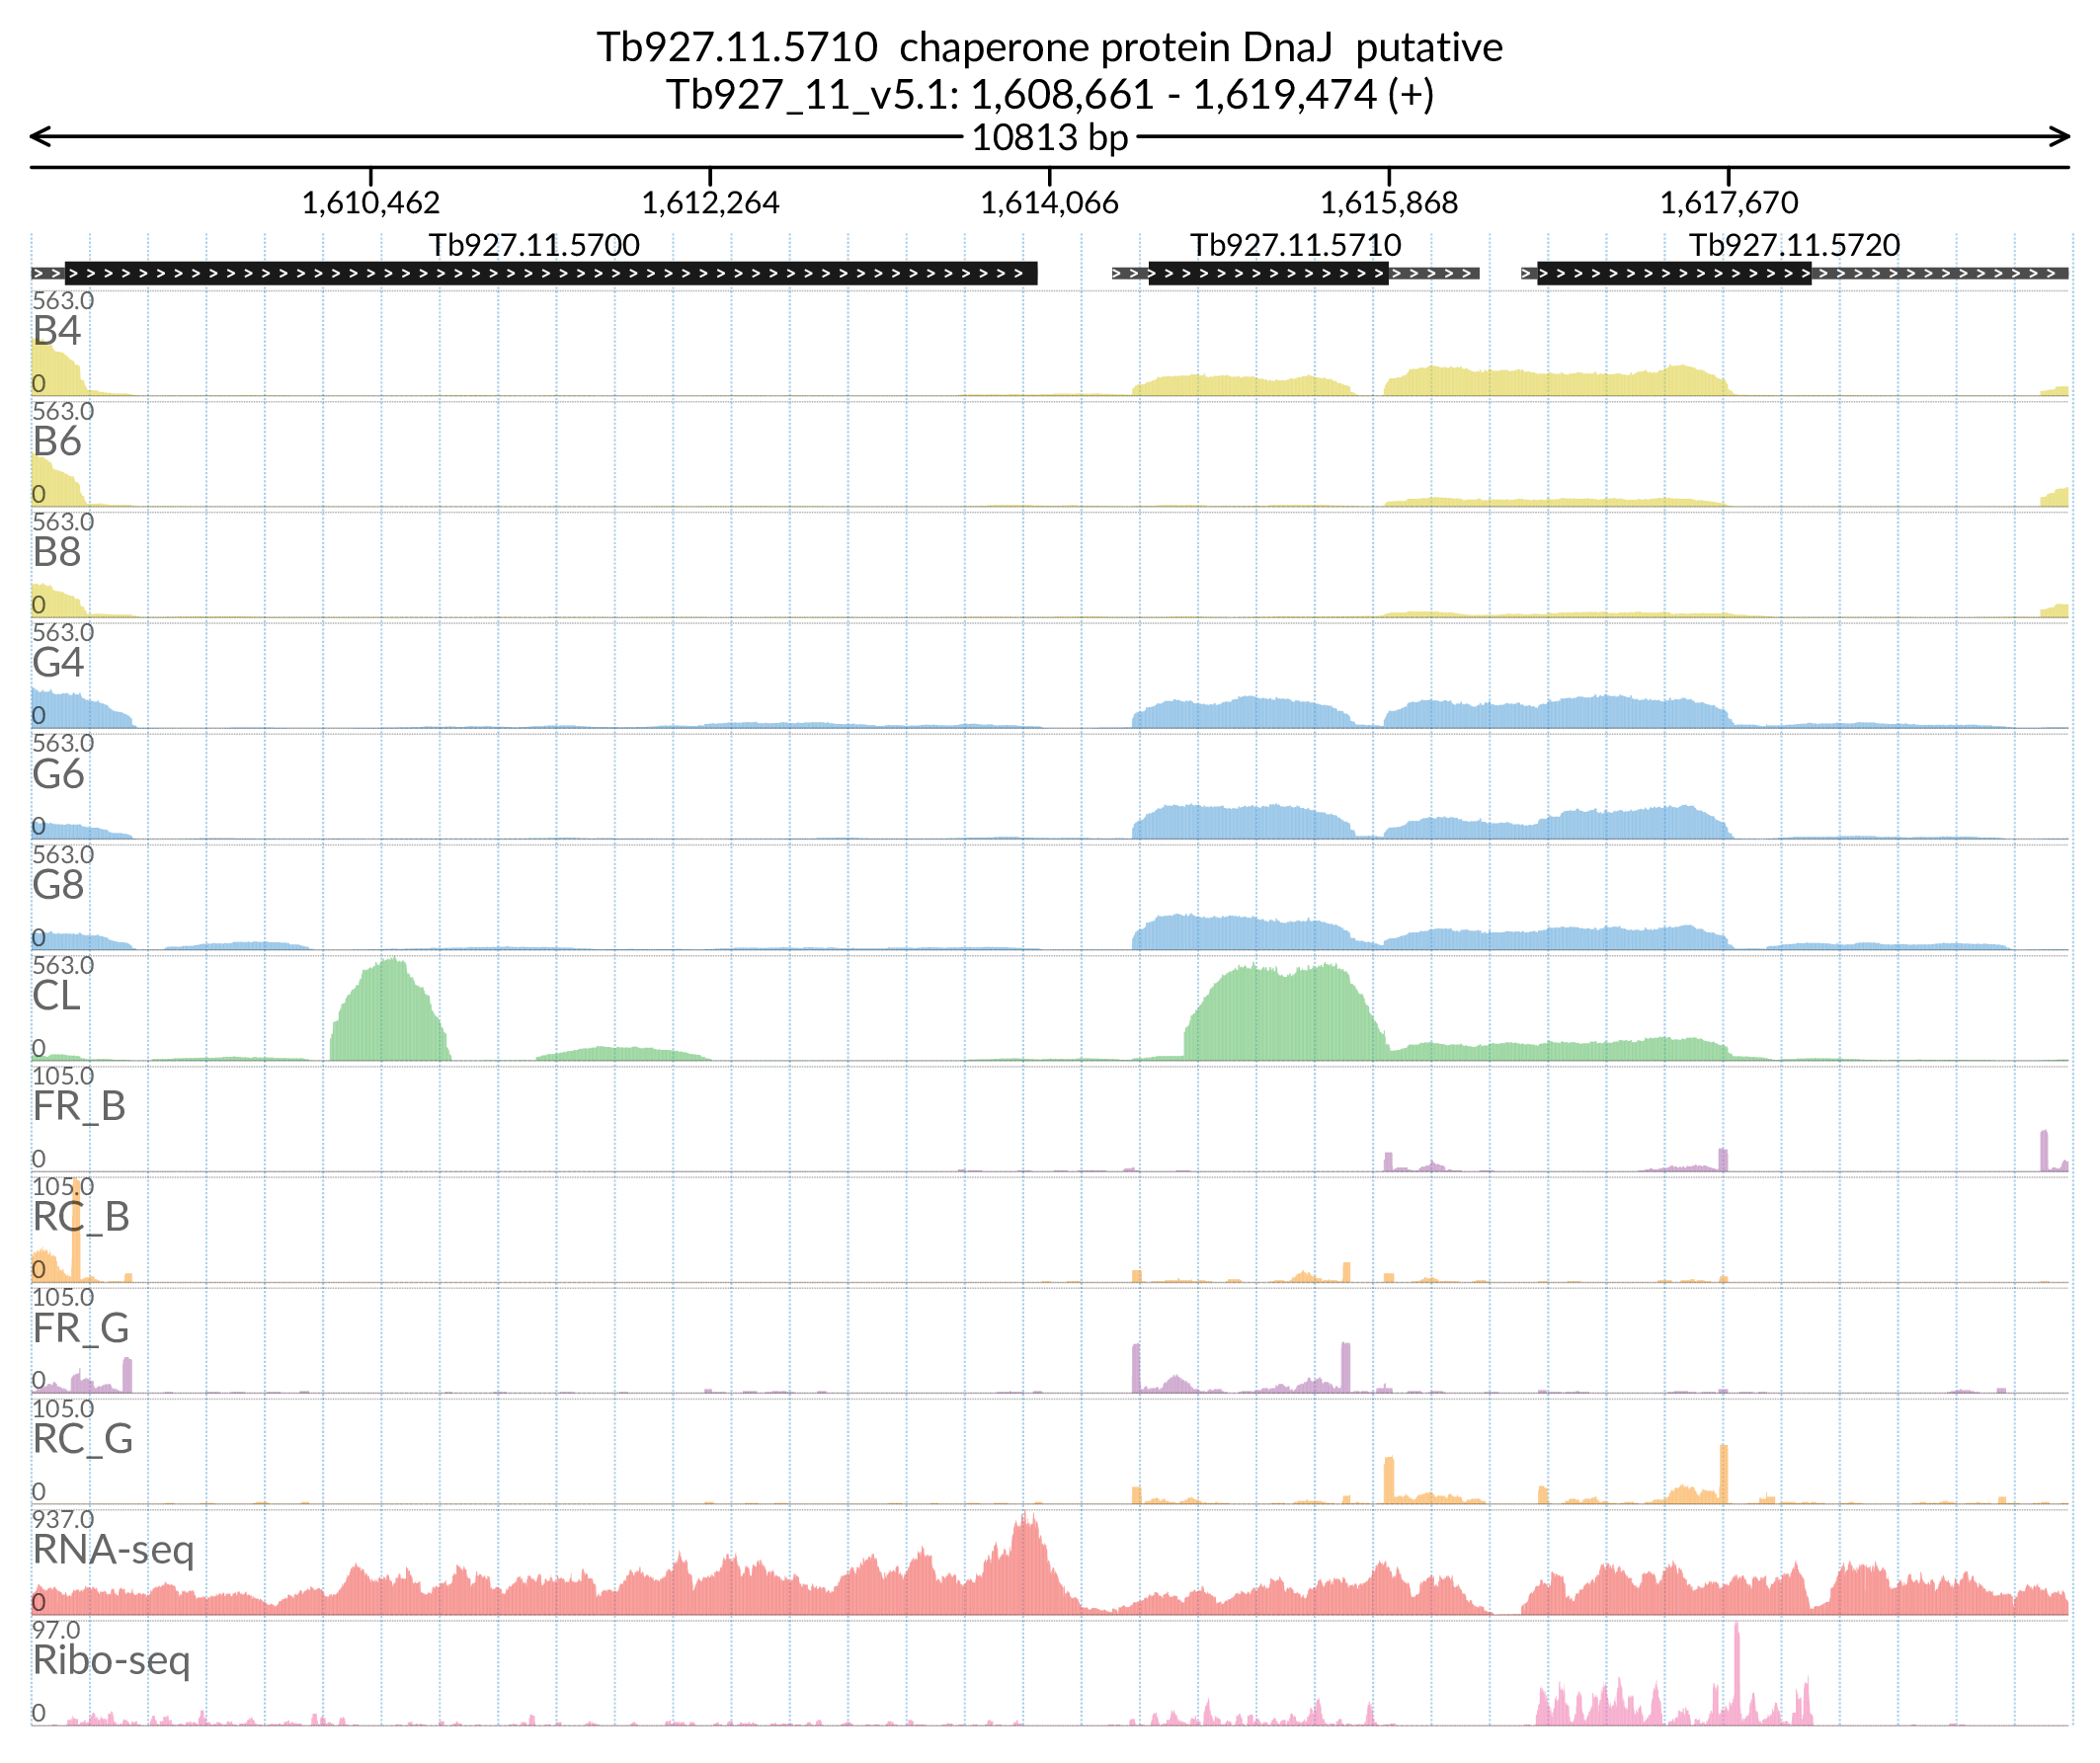 Tb927.11.5710  chaperone protein DnaJ  putative
Tb927_11_v5.1: 1,608,661 - 1,619,474 (+)
10813 bp
1,610,462 1,612,264 1,614,066 1,615,868 1,617,670
Tb927.11.5700 Tb927.11.5710 Tb927.11.5720
563.0
B4
0
563.0
B6
0
563.0
B8
0
563.0
G4
0
563.0
G6
0
563.0
G8
0
563.0
CL
0
105.0
FR_B
0
105.0
RC_B
0
105.0
FR_G
0
105.0
RC_G
0
937.0
RNA-seq
0
97.0
Ribo-seq
0